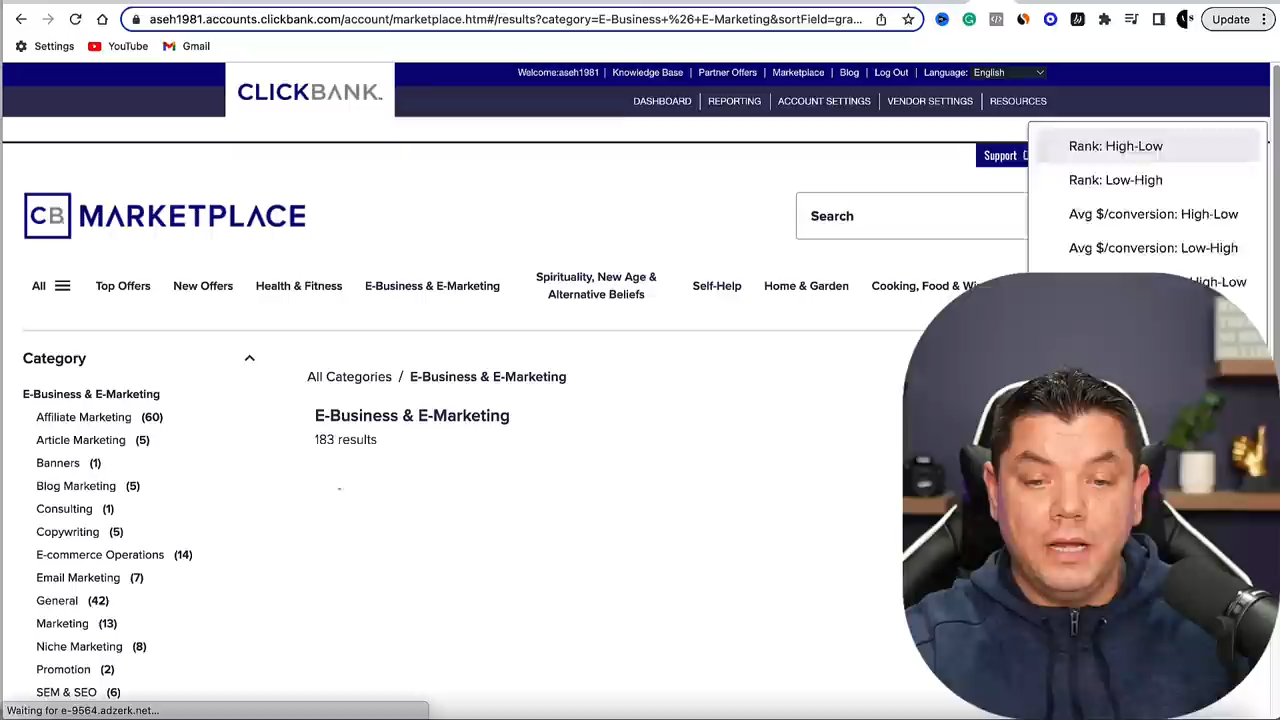 aseh1981.accounts.clickbank.com/account/marketplace.htm#/results?category=E-Business+%26+E-Marketing&sortField=gra...
Update
Settings
YouTube
Gmail
Welcome:aseh1981 | Knowledge Base | Partner Offers | Marketplace | Blog | Log Out | Language: English
CLICKBANK
DASHBOARD | REPORTING | ACCOUNT SETTINGS | VENDOR SETTINGS | RESOURCES
Support
Rank: High-Low
Rank: Low-High
Avg $/conversion: High-Low
Avg $/conversion: Low-High
High-Low
CB MARKETPLACE
Search
All
Top Offers
New Offers
Health & Fitness
E-Business & E-Marketing
Spirituality, New Age &
Alternative Beliefs
Self-Help
Home & Garden
Cooking, Food &
Category
E-Business & E-Marketing
Affiliate Marketing (60)
Article Marketing (5)
Banners (1)
Blog Marketing (5)
Consulting (1)
Copywriting (5)
E-commerce Operations (14)
Email Marketing (7)
General (42)
Marketing (13)
Niche Marketing (8)
Promotion (2)
SEM & SEO (6)
All Categories / E-Business & E-Marketing
E-Business & E-Marketing
183 results
Waiting for e-9564.adzerk.net...